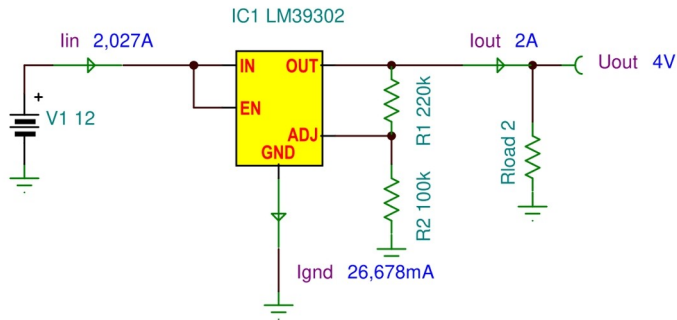 IC1 LM39302
Iin 2,027A
Iout 2A
Uout 4V
IN OUT
+
V1 12
EN
R1 220k
ADJ
GND
Rload 2
R2 100k
Ignd 26,678mA